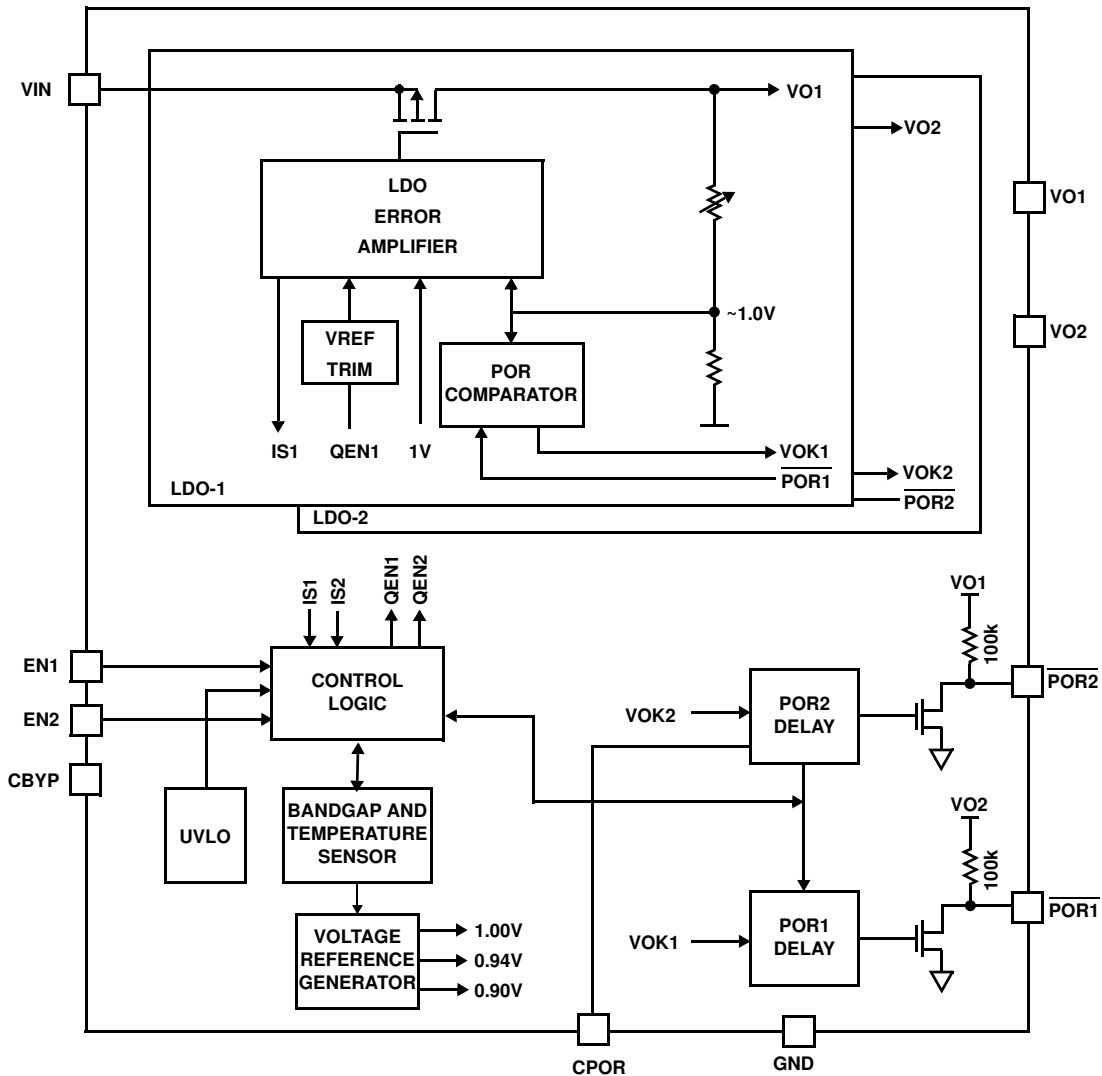 VIN
VO1
VO2
LDO
ERROR
AMPLIFIER
VO1
~1.0V
VO2
VREF
TRIM
POR
COMPARATOR
IS1
QEN1
1V
VOK1
POR1
VOK2
POR2
LDO-1
LDO-2
IS1
IS2
QEN1
QEN2
VO1
100k
EN1
CONTROL
LOGIC
POR2
DELAY
POR2
EN2
VOK2
CBYP
UVLO
BANDGAP AND
TEMPERATURE
SENSOR
VO2
100k
VOLTAGE
REFERENCE
GENERATOR
1.00V
0.94V
0.90V
VOK1
POR1
DELAY
POR1
CPOR
GND